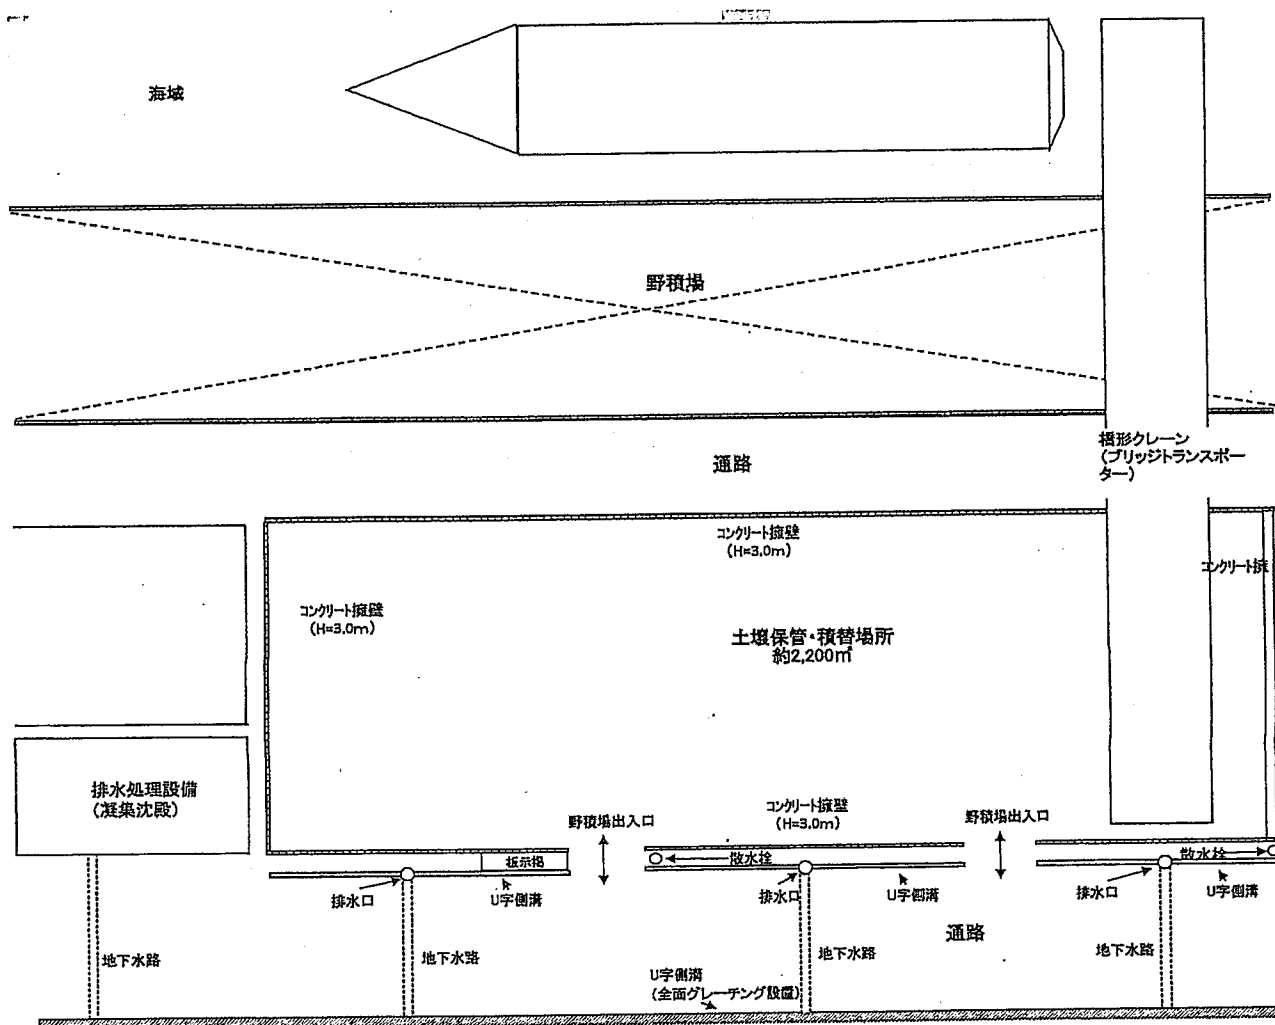 海域
野積場
橋形クレーン
(ブリッジトランスポー
ター)
通路
コンクリート擁壁
(H=3.0m)
コンクリート擁
コンクリート擁壁
(H=3.0m)
土壌保管・積替場所
約2,200㎡
排水処理設備
(凝集沈殿)
コンクリート擁壁
(H=3.0m)
野積場出入口
野積場出入口
板示掲
散水栓
散水栓
排水口
U字側溝
排水口
U字側溝
排水口
U字側溝
通路
地下水路
地下水路
地下水路
地下水路
U字側溝
(全面グレーチング設置)